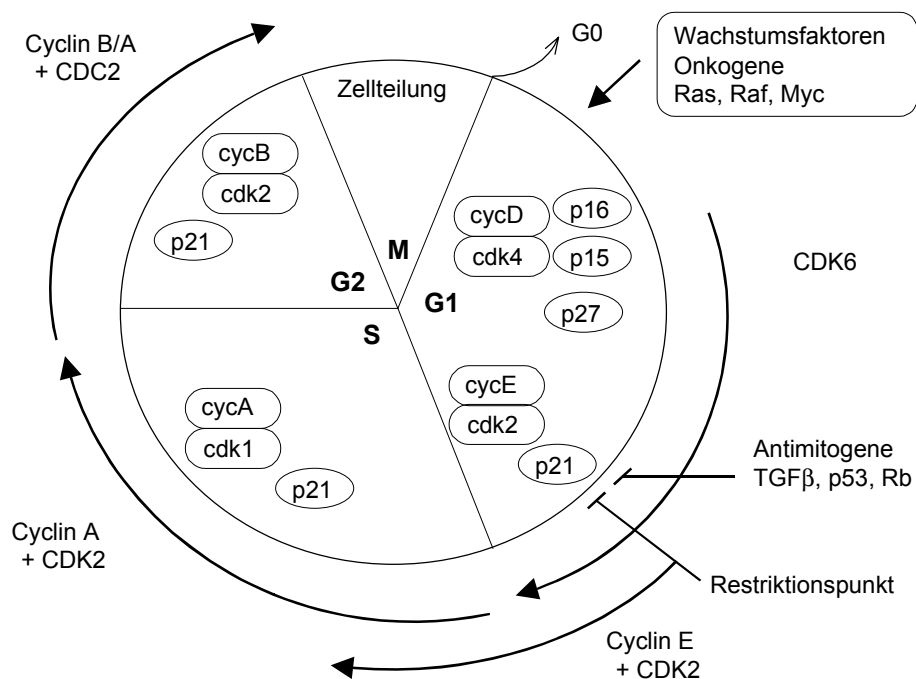 Cyclin B/A
+ CDC2
G0
Wachstumsfaktoren
Onkogene
Ras, Raf, Myc
Zellteilung
cycB
cdk2
p21
cycD
cdk4
p16
p15
p27
CDK6
M
G2
G1
S
cycA
cdk1
p21
cycE
cdk2
p21
Antimitogene
TGFβ, p53, Rb
Cyclin A
+ CDK2
Restriktionspunkt
Cyclin E
+ CDK2